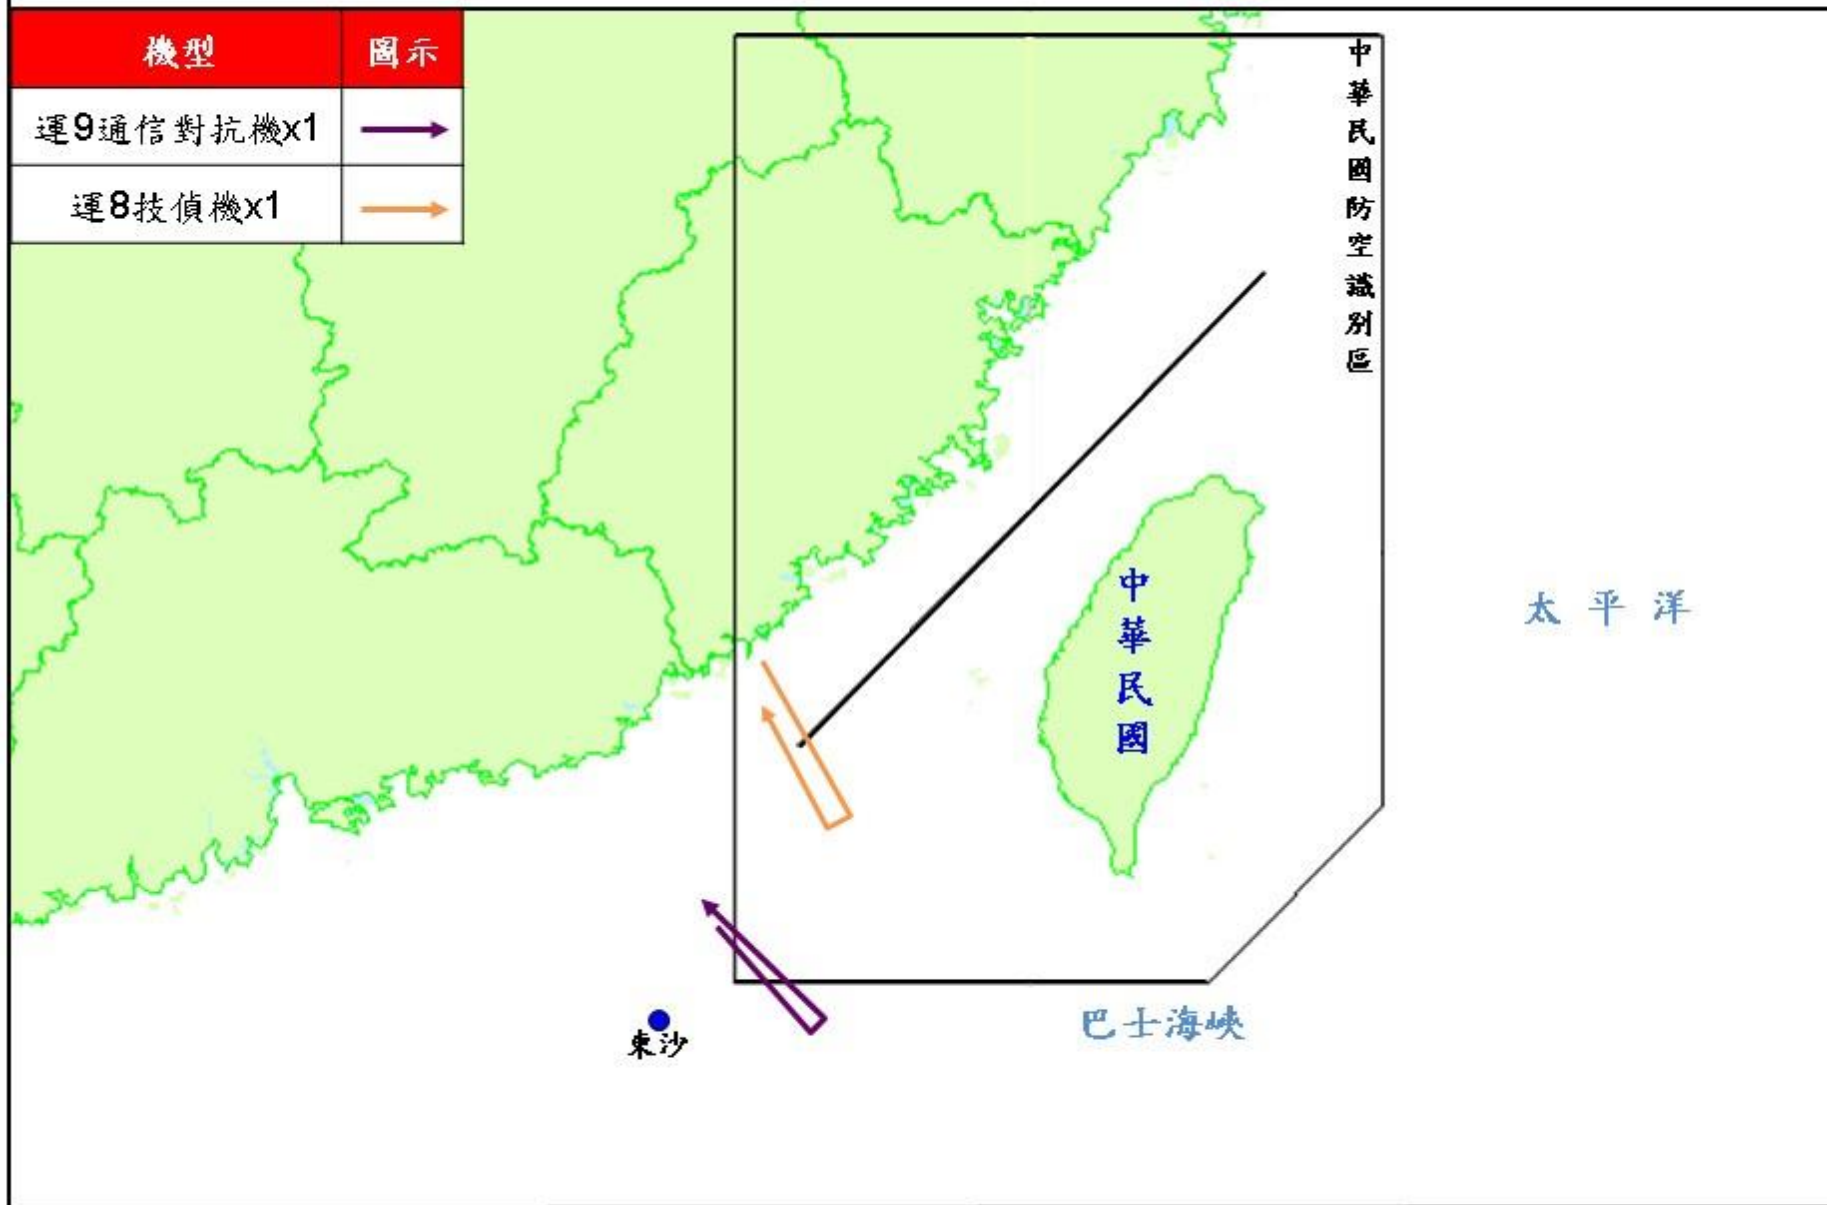 機型 圖示
運9通信對抗機x1
運8技偵機x1
中華民國防空識別區
中華民國
太平洋
巴士海峽
東沙